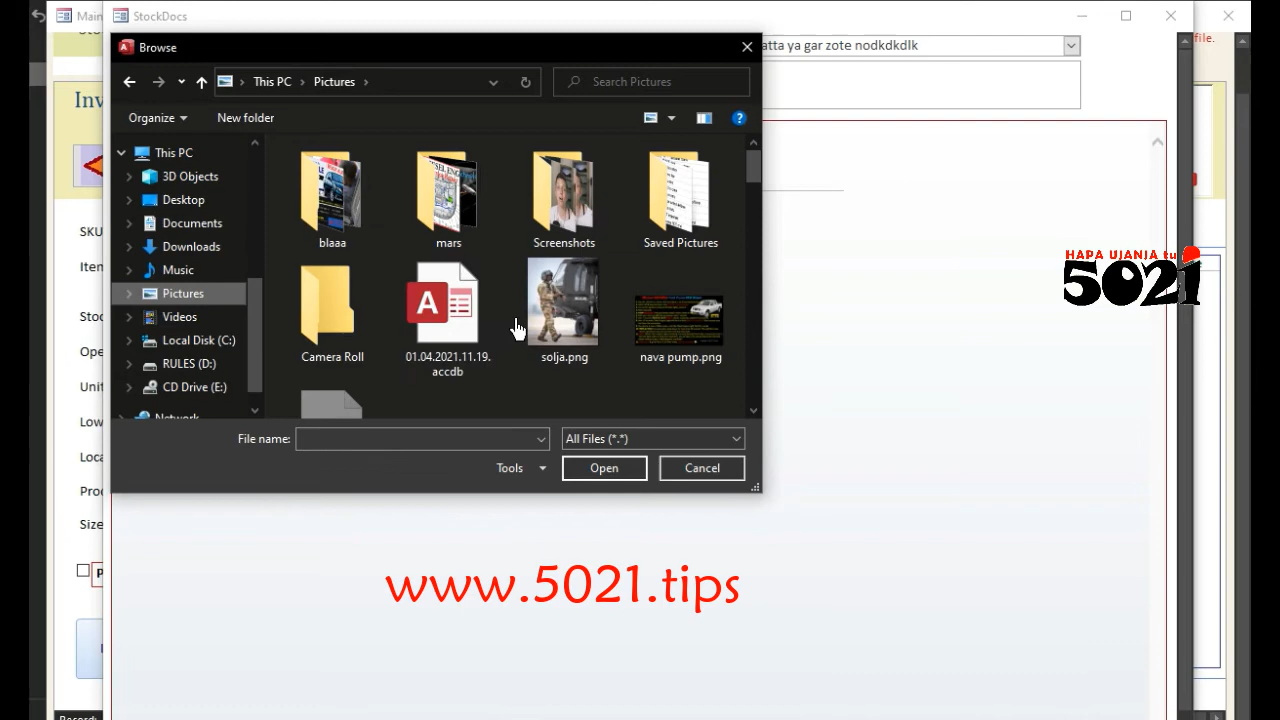 Main
StockDocs
file.
Browse
atta ya gar zote nodkdkdlk
This PC
Pictures
Search Pictures
Inv
Organize
New folder
This PC
3D Objects
Desktop
Documents
Downloads
Music
Pictures
Videos
Local Disk (C:)
RULES (D:)
CD Drive (E:)
Network
blaaa
mars
Screenshots
Saved Pictures
Camera Roll
01.04.2021.11.19.
accdb
solja.png
nava pump.png
File name:
All Files (*.*)
Tools
Open
Cancel
SKU
Item
Stoc
Ope
Unit
Low
Loca
Proc
Size
P
Record:
HAPA UJANJA tu
5021
www.5021.tips